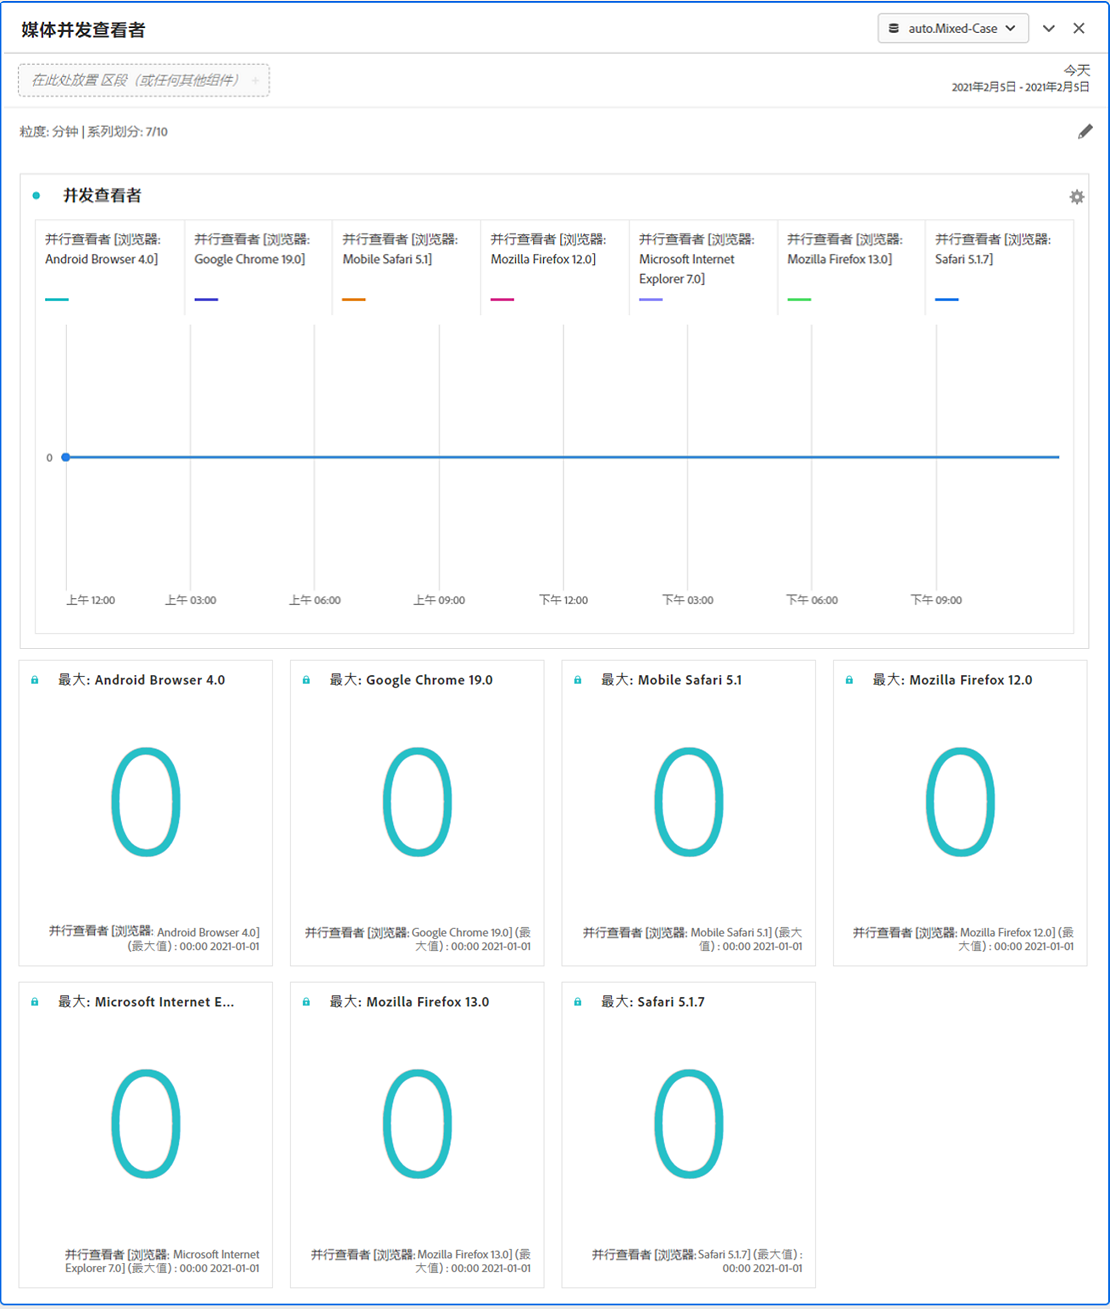 媒体并发查看者
auto.Mixed-Case
在此处放置 区段（或任何其他组件） +
今天
2021年2月5日 - 2021年2月5日
粒度: 分钟 | 系列划分: 7/10
并发查看者
并行查看者 [浏览器:
Android Browser 4.0]
并行查看者 [浏览器:
Google Chrome 19.0]
并行查看者 [浏览器:
Mobile Safari 5.1]
并行查看者 [浏览器:
Mozilla Firefox 12.0]
并行查看者 [浏览器:
Microsoft Internet
Explorer 7.0]
并行查看者 [浏览器:
Mozilla Firefox 13.0]
并行查看者 [浏览器:
Safari 5.1.7]
0
上午 12:00 上午 03:00 上午 06:00 上午 09:00 下午 12:00 下午 03:00 下午 06:00 下午 09:00
最大: Android Browser 4.0
0
并行查看者 [浏览器: Android Browser 4.0]
(最大值) : 00:00 2021-01-01
最大: Google Chrome 19.0
0
并行查看者 [浏览器: Google Chrome 19.0] (最
大值) : 00:00 2021-01-01
最大: Mobile Safari 5.1
0
并行查看者 [浏览器: Mobile Safari 5.1] (最大
值) : 00:00 2021-01-01
最大: Mozilla Firefox 12.0
0
并行查看者 [浏览器: Mozilla Firefox 12.0] (最
大值) : 00:00 2021-01-01
最大: Microsoft Internet E...
0
并行查看者 [浏览器: Microsoft Internet
Explorer 7.0] (最大值) : 00:00 2021-01-01
最大: Mozilla Firefox 13.0
0
并行查看者 [浏览器: Mozilla Firefox 13.0] (最
大值) : 00:00 2021-01-01
最大: Safari 5.1.7
0
并行查看者 [浏览器: Safari 5.1.7] (最大值) :
00:00 2021-01-01